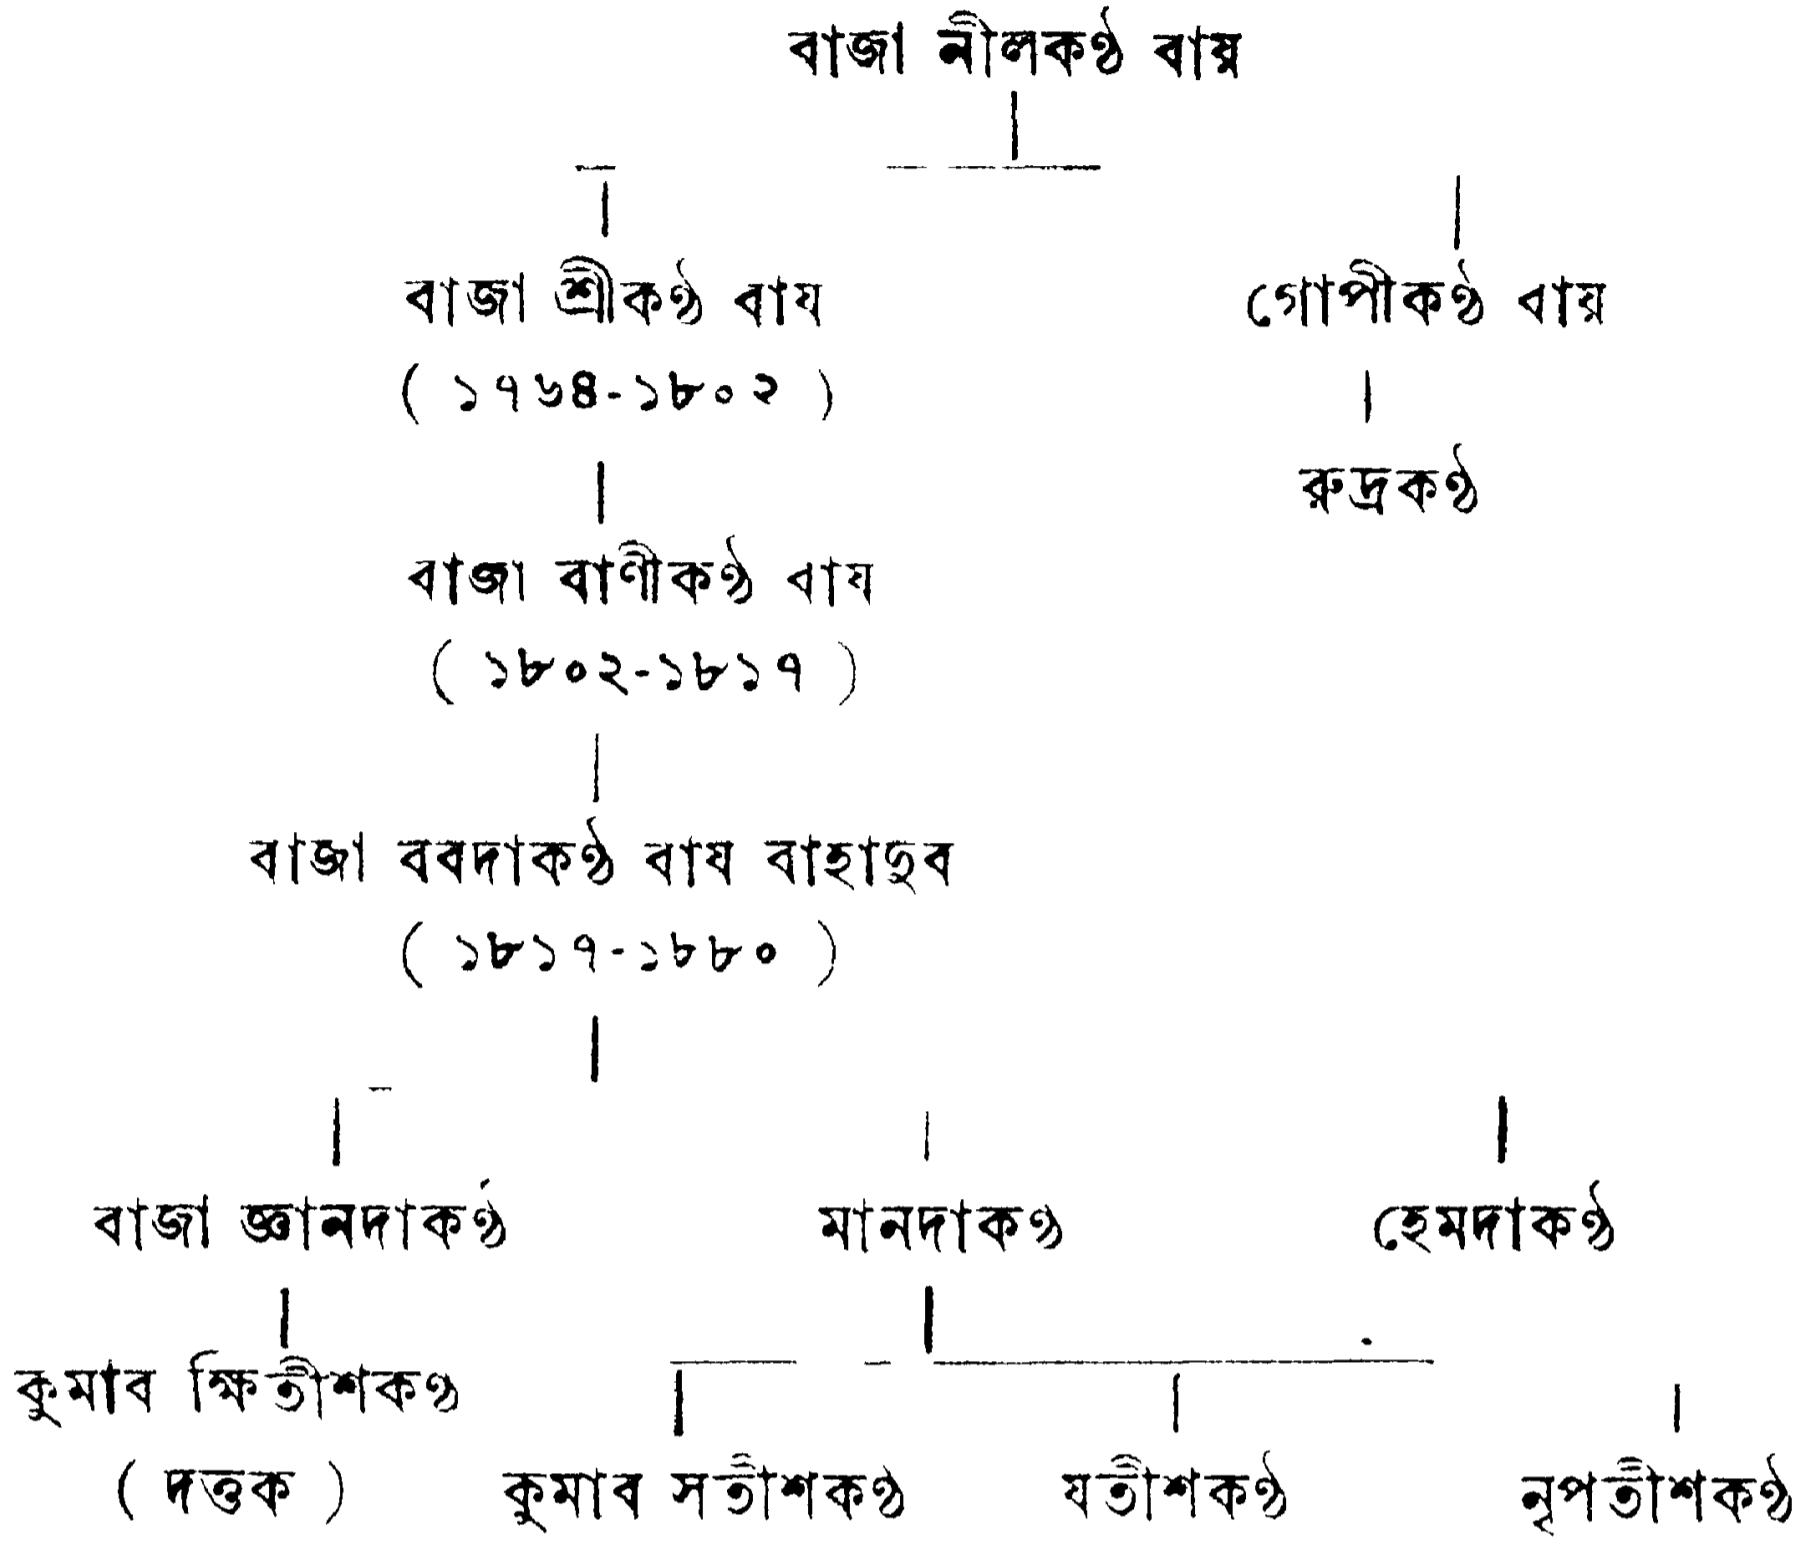 রাজা নীলকণ্ঠ রায়
রাজা শ্রীকণ্ঠ রায়
গোপীকণ্ঠ রায়
( ১৭৬৪-১৮০২ )
রুদ্রকণ্ঠ
রাজা বাণীকণ্ঠ রায়
( ১৮০২-১৮১৭ )
রাজা বরদাকণ্ঠ রায় বাহাদুর
( ১৮১৭-১৮৮০ )
রাজা জ্ঞানদাকণ্ঠ
মানদাকণ্ঠ
হেমদাকণ্ঠ
কুমার ক্ষিতীশকণ্ঠ
( দত্তক )
কুমার সতীশকণ্ঠ
যতীশকণ্ঠ
নৃপতীশকণ্ঠ